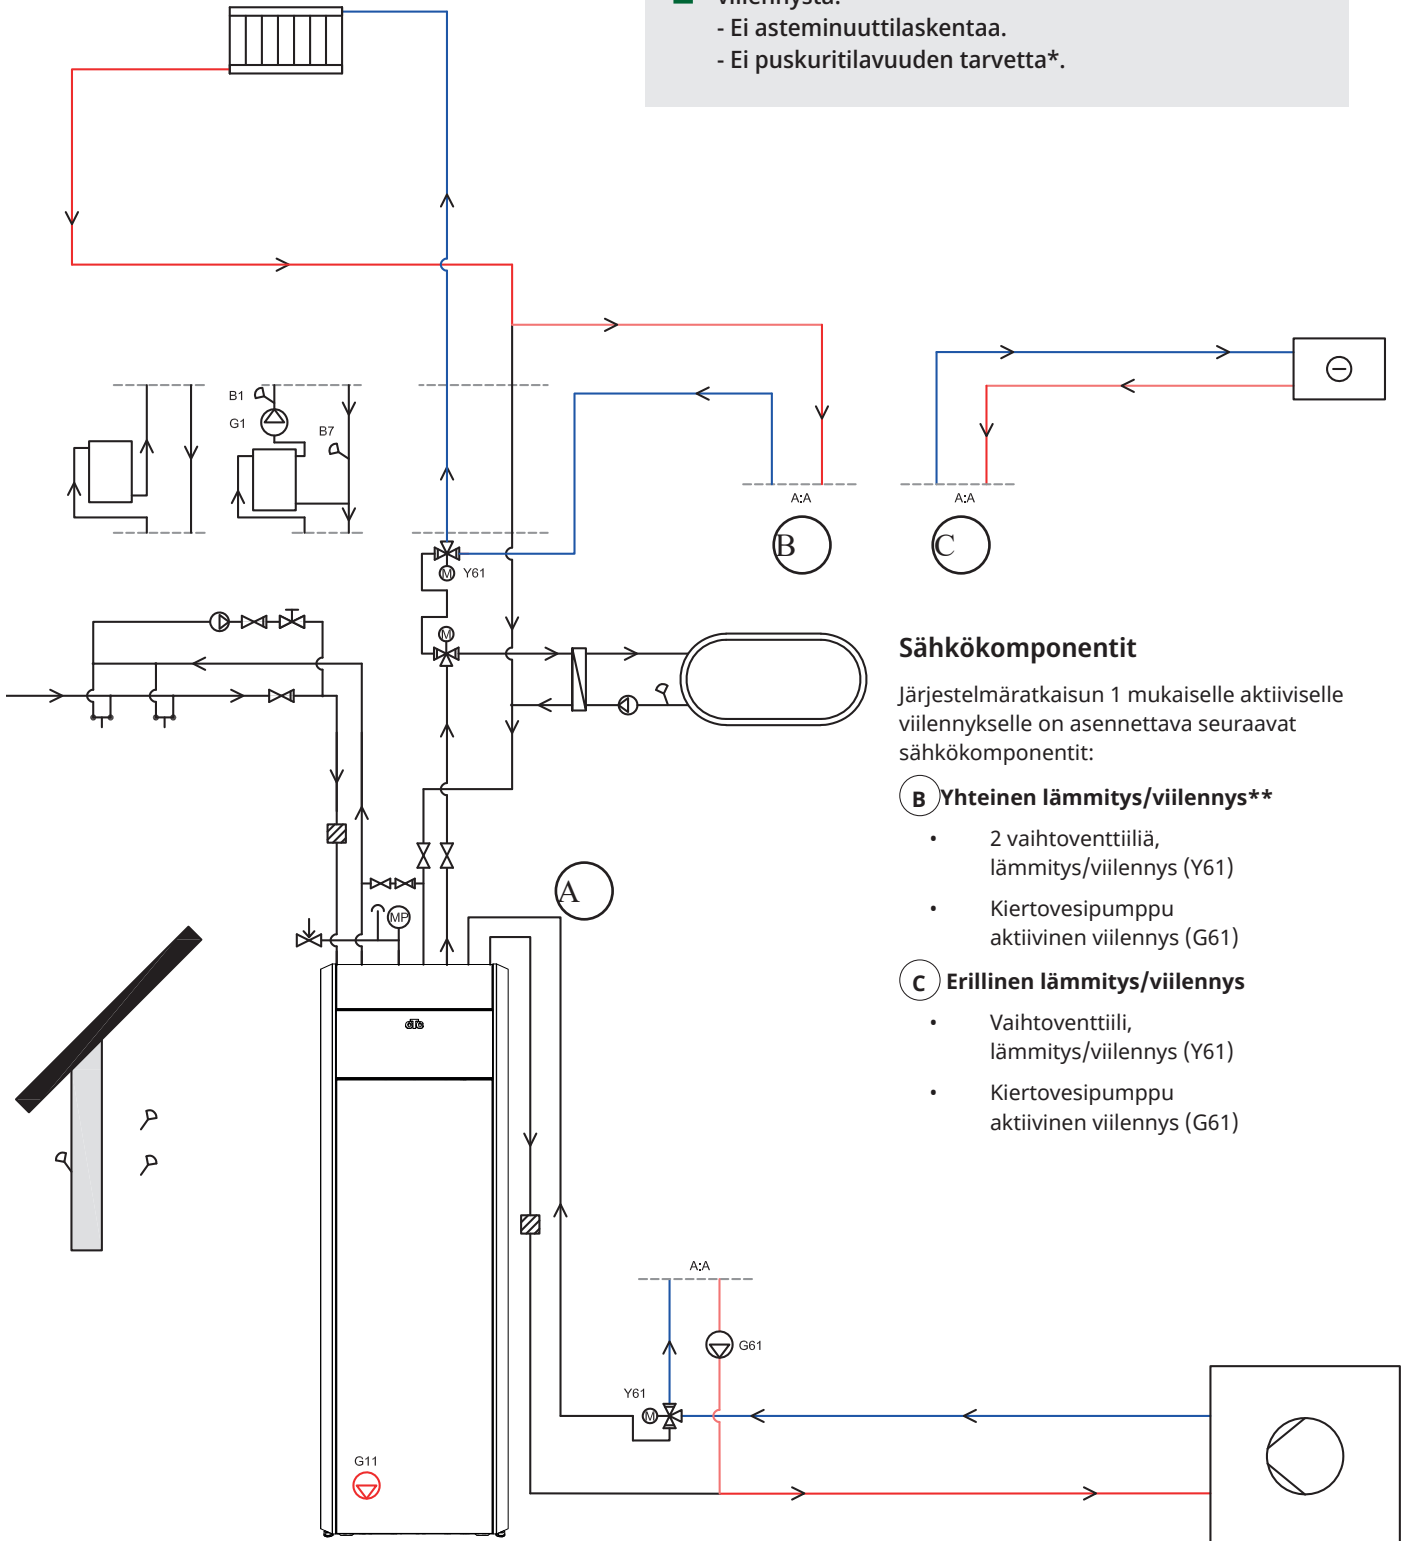 - Ei asteminuuttilaskentaa.
- Ei puskuritilavuuden tarvetta*.
B1
G1
B7
A:A
A:A
B
C
M Y61
M
Sähkökomponentit
Järjestelmäratkaisun 1 mukaiselle aktiiviselle
viilennykselle on asennettava seuraavat
sähkökomponentit:
B Yhteinen lämmitys/viilennys**
• 2 vaihtoventtiiliä,
lämmitys/viilennys (Y61)
• Kiertovesipumppu
aktiivinen viilennys (G61)
C Erillinen lämmitys/viilennys
• Vaihtoventtiili,
lämmitys/viilennys (Y61)
• Kiertovesipumppu
aktiivinen viilennys (G61)
A
MP
CTC
A:A
G61
Y61
M
G11